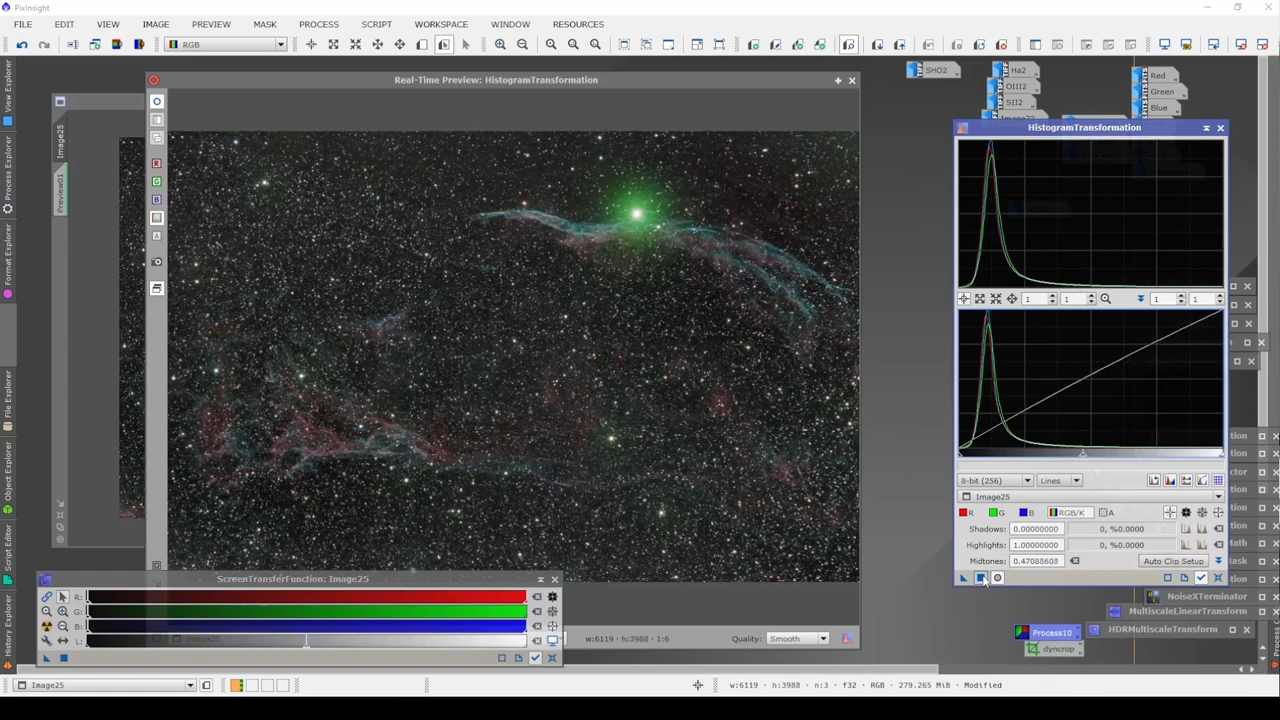 PixInsight
FILE EDIT VIEW IMAGE PREVIEW MASK PROCESS SCRIPT WORKSPACE WINDOW RESOURCES
RGB
View Explorer
Process Explorer
Format Explorer
File Explorer
Object Explorer
Script Editor
History Explorer
Image25
Preview01
Real-Time Preview: HistogramTransformation
R
G
B
A
w:6119 · h:3988 · 1:6 Quality: Smooth
SHO2
Ha2
OIII2
SII2
Red
Green
Blue
HistogramTransformation
1 1 1 1
8-bit (256) Lines
Image25
R G B RGB/K A
Shadows: 0.00000000 0, %0.0000
Highlights: 1.00000000 0, %0.0000
Midtones: 0.47088608 Auto Clip Setup
NoiseXTerminator
MultiscaleLinearTransform
HDRMultiscaleTransform
Process10
dyncrop
ScreenTransferFunction: Image25
R:
G:
B:
L:
Image25
w:6119 · h:3988 · n:3 · f32 · RGB · 279.265 MiB · Modified